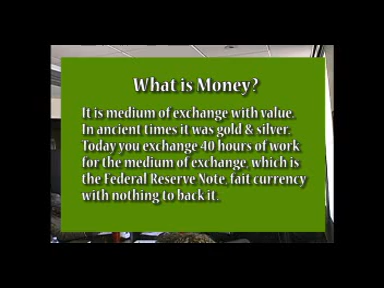 What is Money?
It is medium of exchange with value.
In ancient times it was gold & silver.
Today you exchange 40 hours of work
for the medium of exchange, which is
the Federal Reserve Note, fait currency
with nothing to back it.